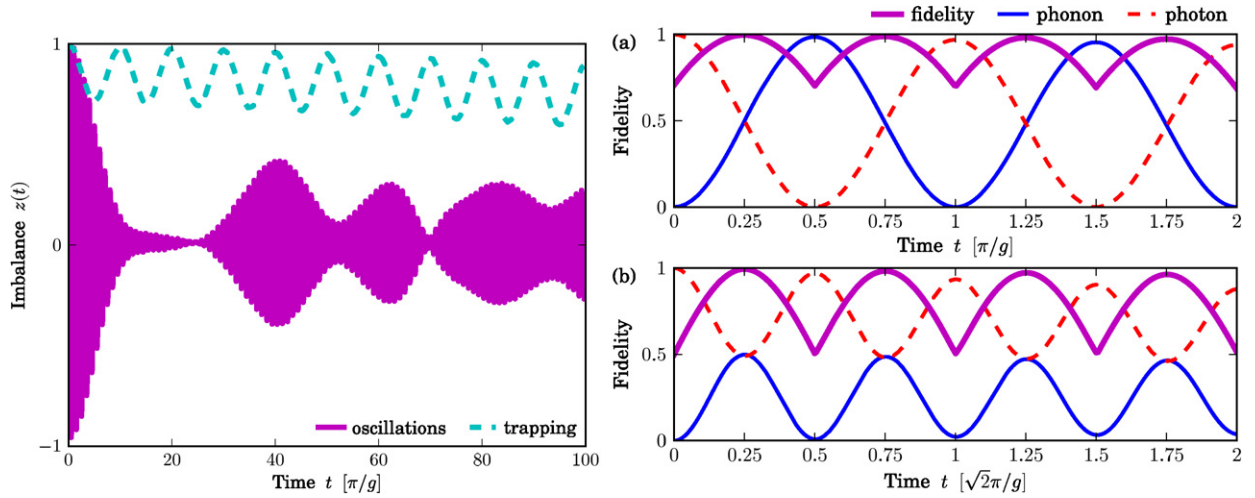 1
0
−1
Imbalance z(t)
oscillations trapping
0 20 40 60 80 100
Time t [π/g]
fidelity phonon photon
(a)
1
0.5
0
Fidelity
0 0.25 0.5 0.75 1 1.25 1.5 1.75 2
Time t [π/g]
(b)
1
0.5
0
Fidelity
0 0.25 0.5 0.75 1 1.25 1.5 1.75 2
Time t [√2π/g]